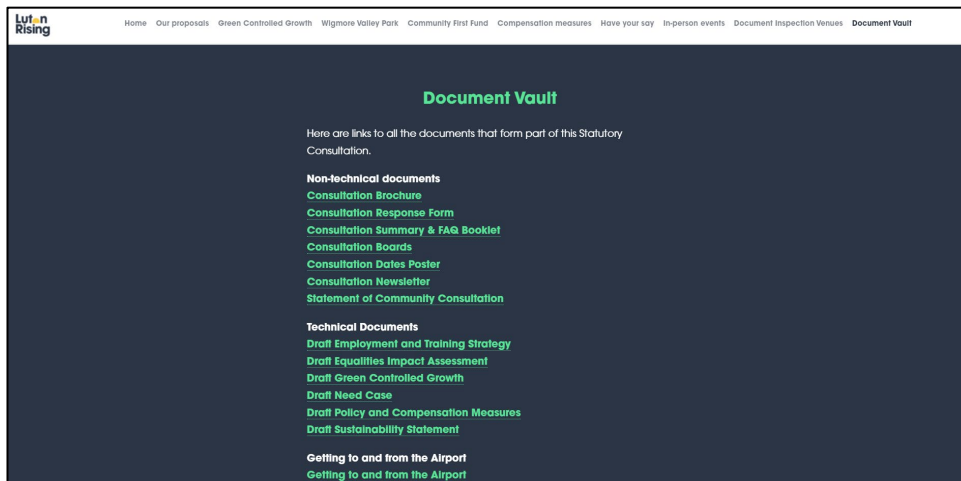 Luton
Rising
Home Our proposals Green Controlled Growth Wigmore Valley Park Community First Fund Compensation measures Have your say In-person events Document Inspection Venues Document Vault
Document Vault
Here are links to all the documents that form part of this Statutory
Consultation.
Non-technical documents
Consultation Brochure
Consultation Response Form
Consultation Summary & FAQ Booklet
Consultation Boards
Consultation Dates Poster
Consultation Newsletter
Statement of Community Consultation
Technical Documents
Draft Employment and Training Strategy
Draft Equalities Impact Assessment
Draft Green Controlled Growth
Draft Need Case
Draft Policy and Compensation Measures
Draft Sustainability Statement
Getting to and from the Airport
Getting to and from the Airport